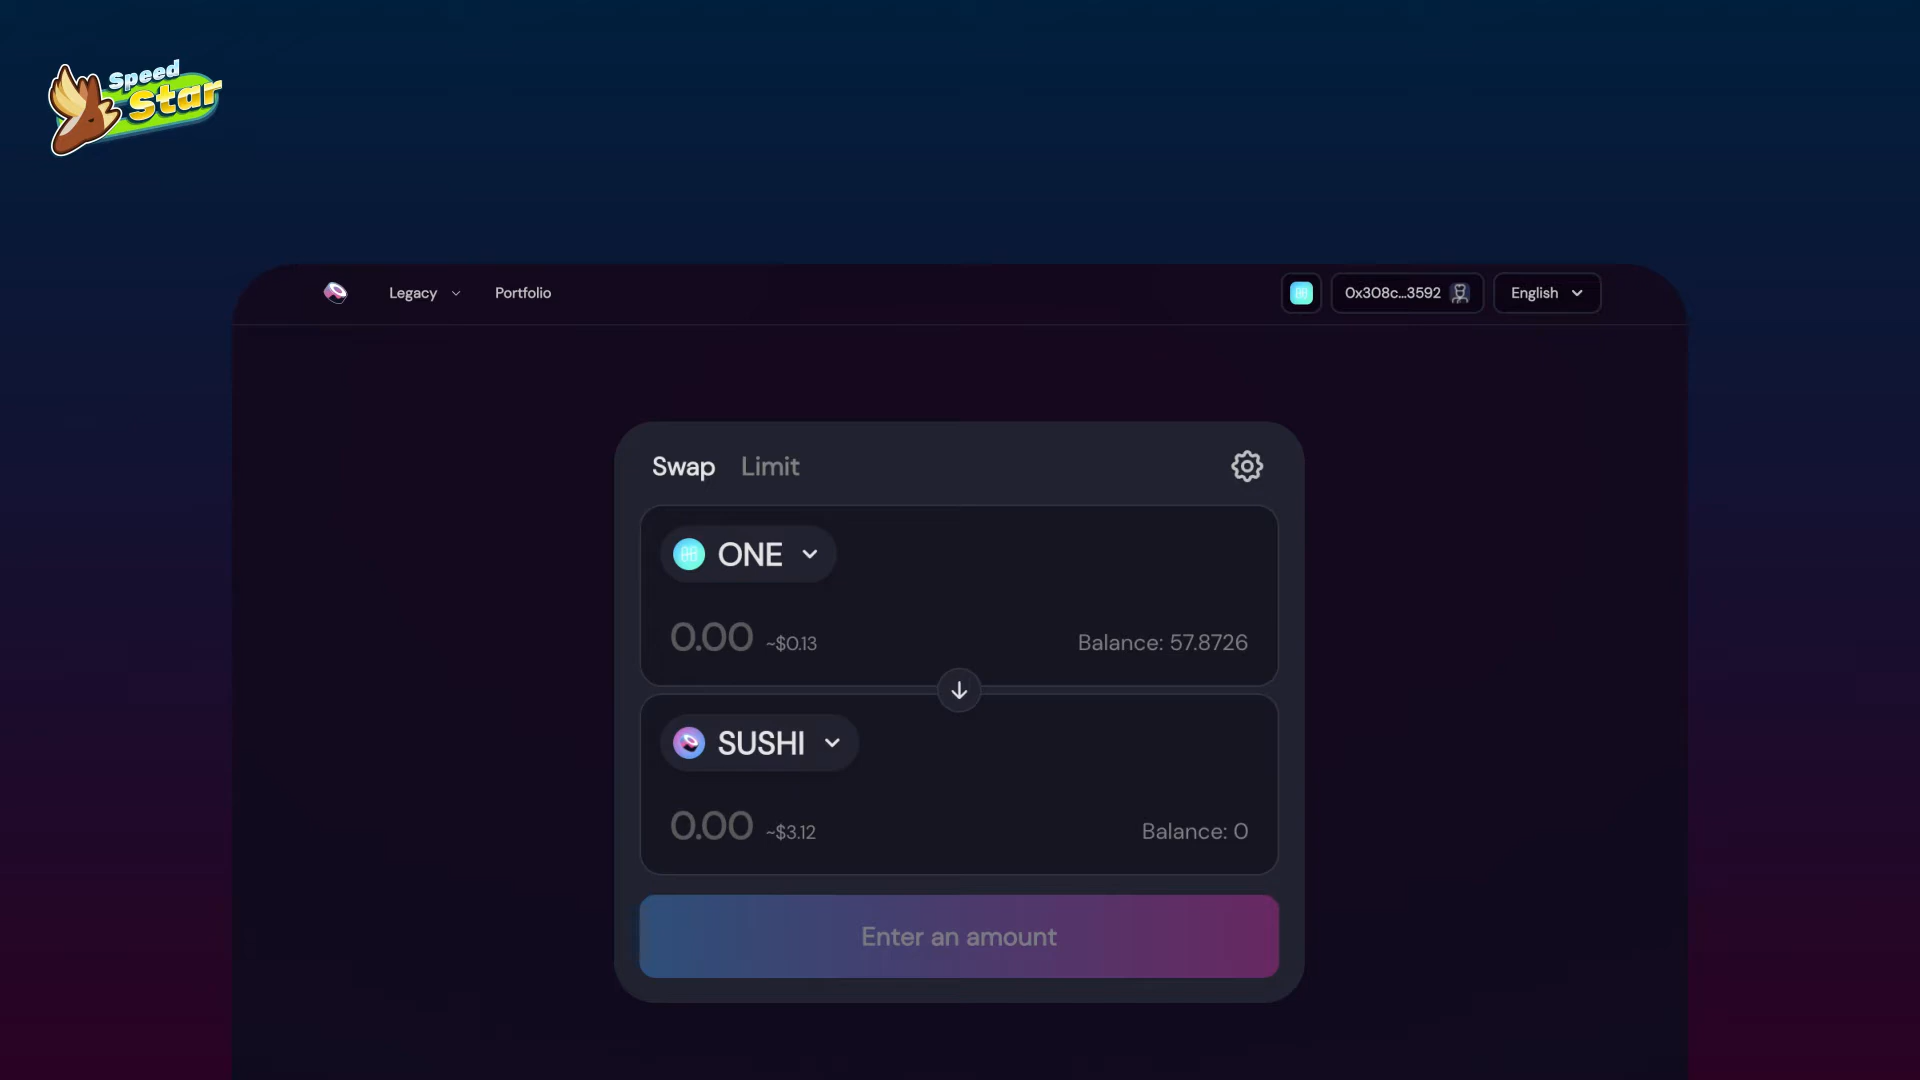 Speed
Star
Legacy Portfolio 0x308c...3592 English
Swap Limit
ONE
0.00 ~$0.13 Balance: 57.8726
SUSHI
0.00 ~$3.12 Balance: 0
Enter an amount